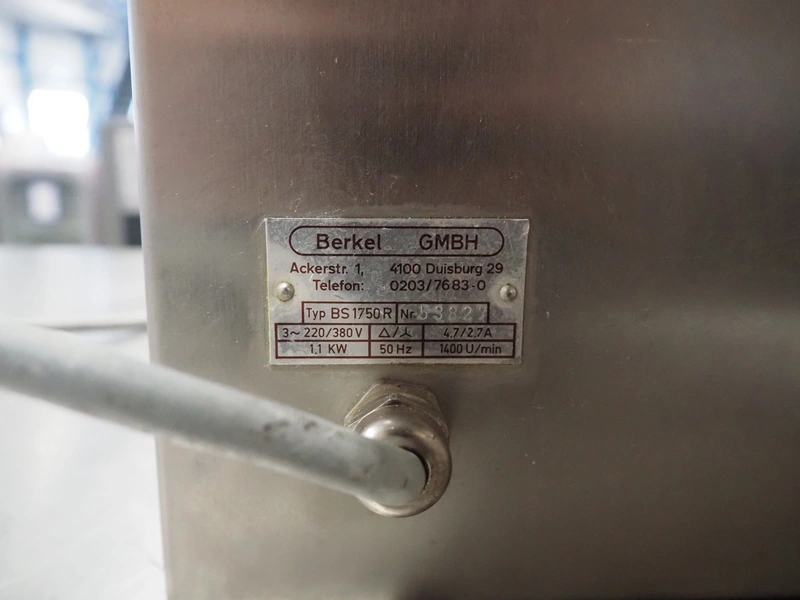 Berkel GMBH
Ackerstr. 1, 4100 Duisburg 29
Telefon: 0203/7683-0
Typ BS 1750 R Nr. 53827
3~ 220/380 V △/⅄ 4,7/2,7A
1,1 KW 50 Hz 1400 U/min